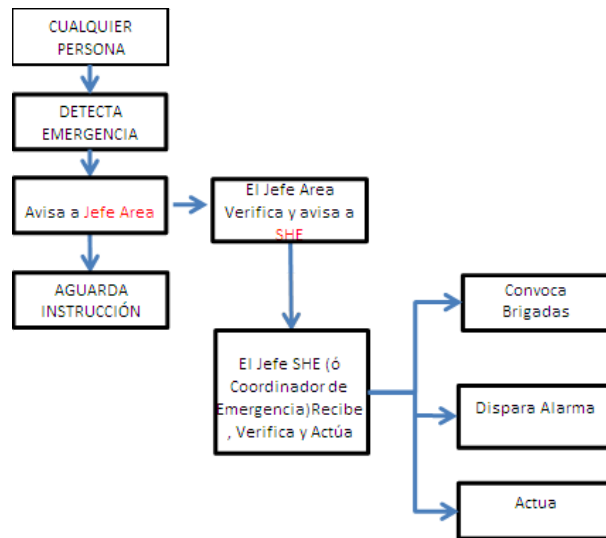 CUALQUIER
PERSONA
DETECTA
EMERGENCIA
Avisa a Jefe Area
AGUARDA
INSTRUCCIÓN
El Jefe Area
Verifica y avisa a
SHE
El Jefe SHE (ó
Coordinador de
Emergencia)Recibe
, Verifica y Actúa
Convoca
Brigadas
Dispara Alarma
Actua